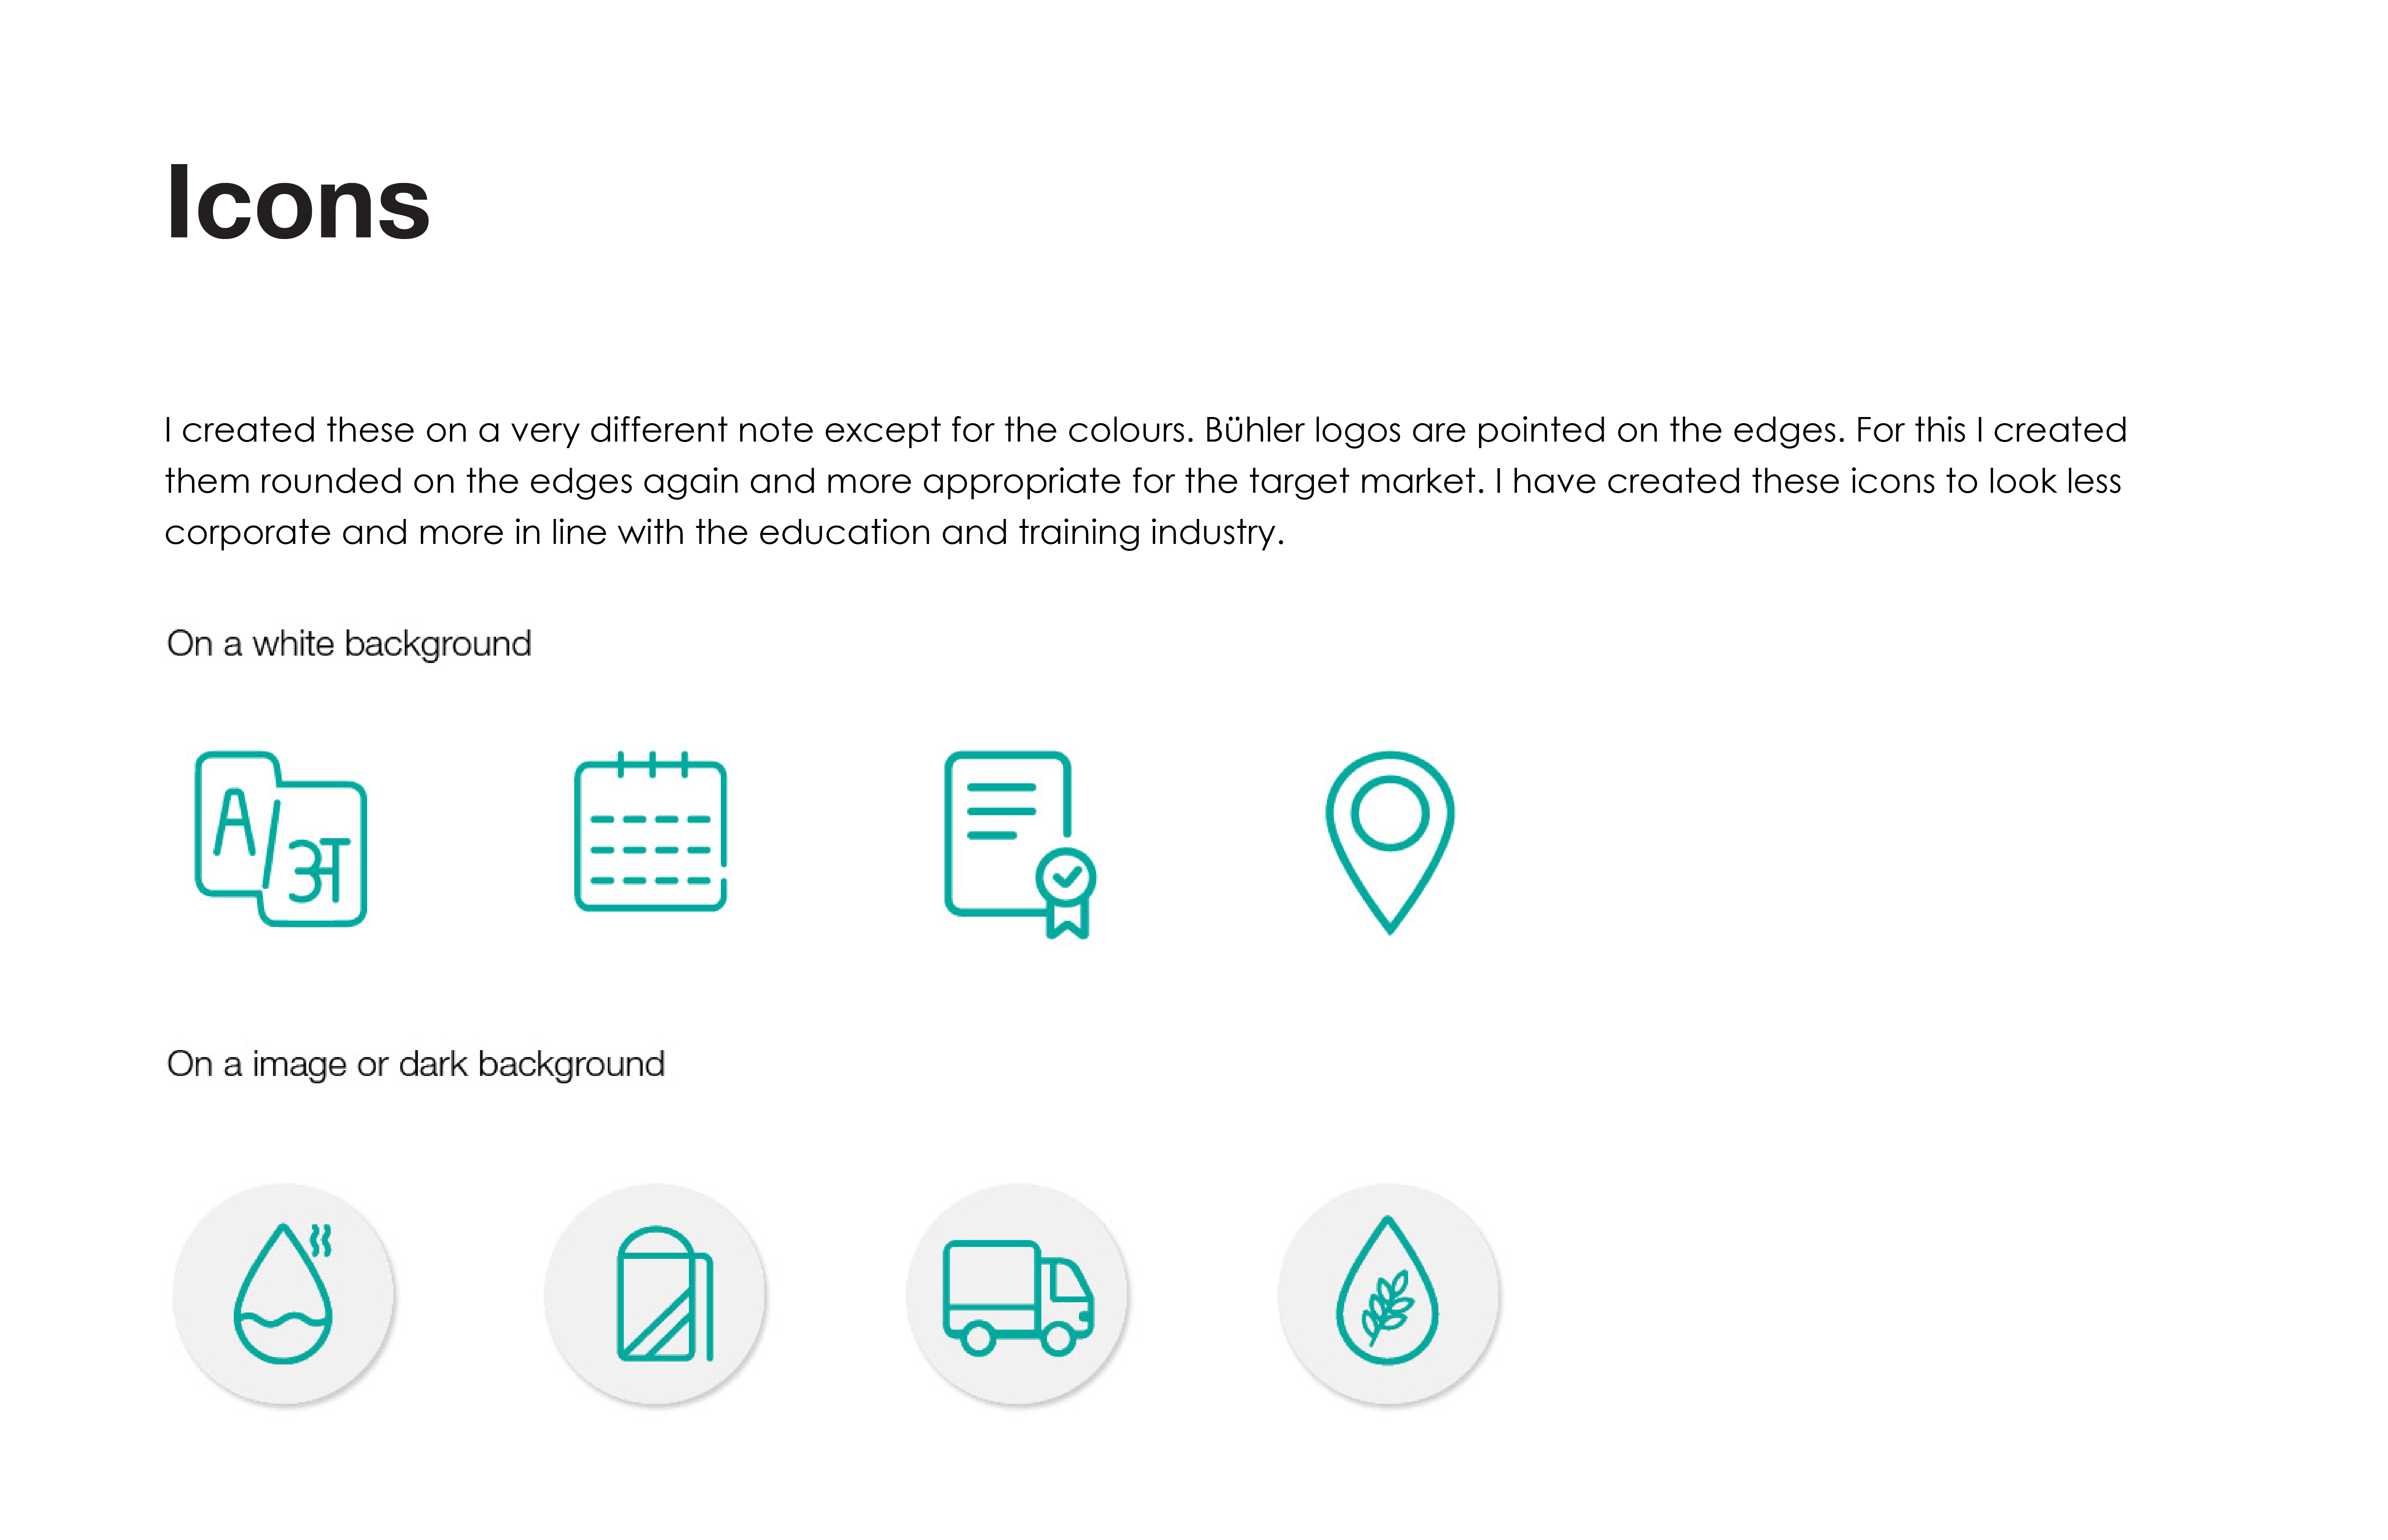 Icons
I created these on a very different note except for the colours. Bühler logos are pointed on the edges. For this I created
them rounded on the edges again and more appropriate for the target market. I have created these icons to look less
corporate and more in line with the education and training industry.
On a white background
A/अ
On a image or dark background